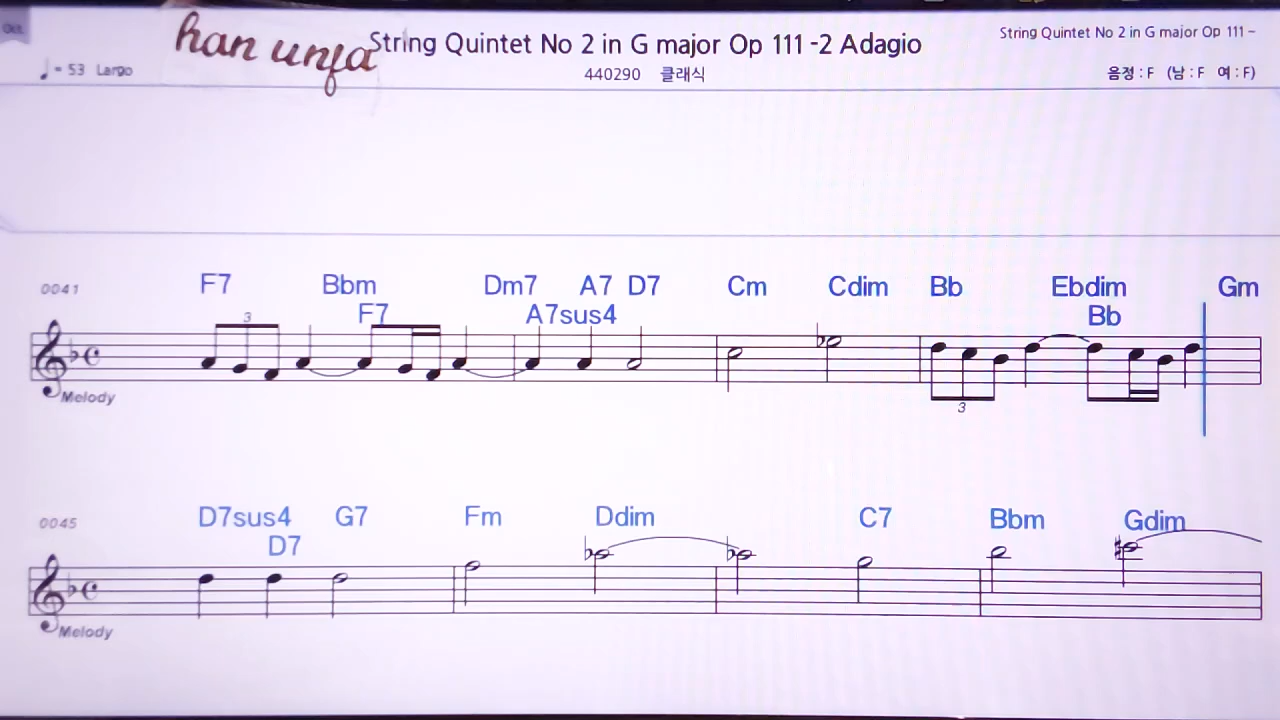 han unfa
String Quintet No 2 in G major Op 111 -2 Adagio
String Quintet No 2 in G major Op 111 –
♩ = 53 Largo
440290 클래식
음정 : F (남 : F 여 : F)
0041 F7 Bbm Dm7 A7 D7 Cm Cdim Bb Ebdim Gm
F7 A7sus4 Bb
3
Melody
3
0045 D7sus4 G7 Fm Ddim C7 Bbm Gdim
D7
Melody